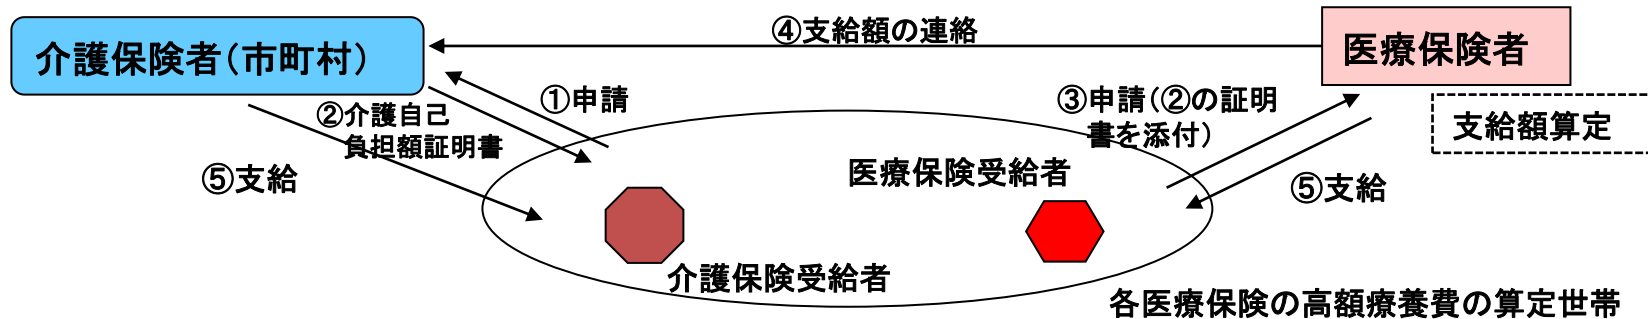 ④支給額の連絡
介護保険者（市町村）
医療保険者
①申請
③申請（②の証明
書を添付）
②介護自己
負担額証明書
支給額算定
⑤支給
医療保険受給者
⑤支給
介護保険受給者
各医療保険の高額療養費の算定世帯